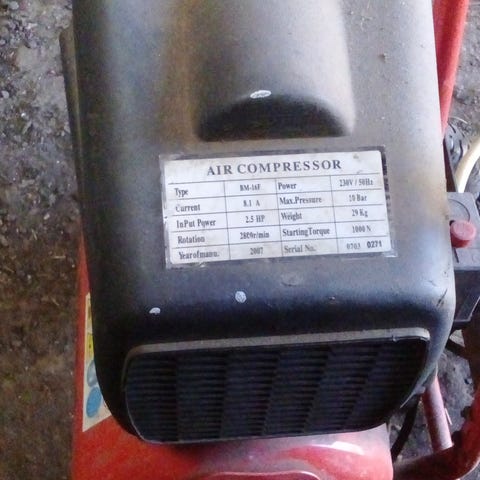 AIR COMPRESSOR
Type BM-16F Power 230V / 50Hz
Current 8.1 A Max.Pressure 10 Bar
InPut Power 2.5 HP Weight 29 Kg
Rotation 2800r/min StartingTorque 1000 N
Yearofmanu. 2007 Serial No. 0703 0271